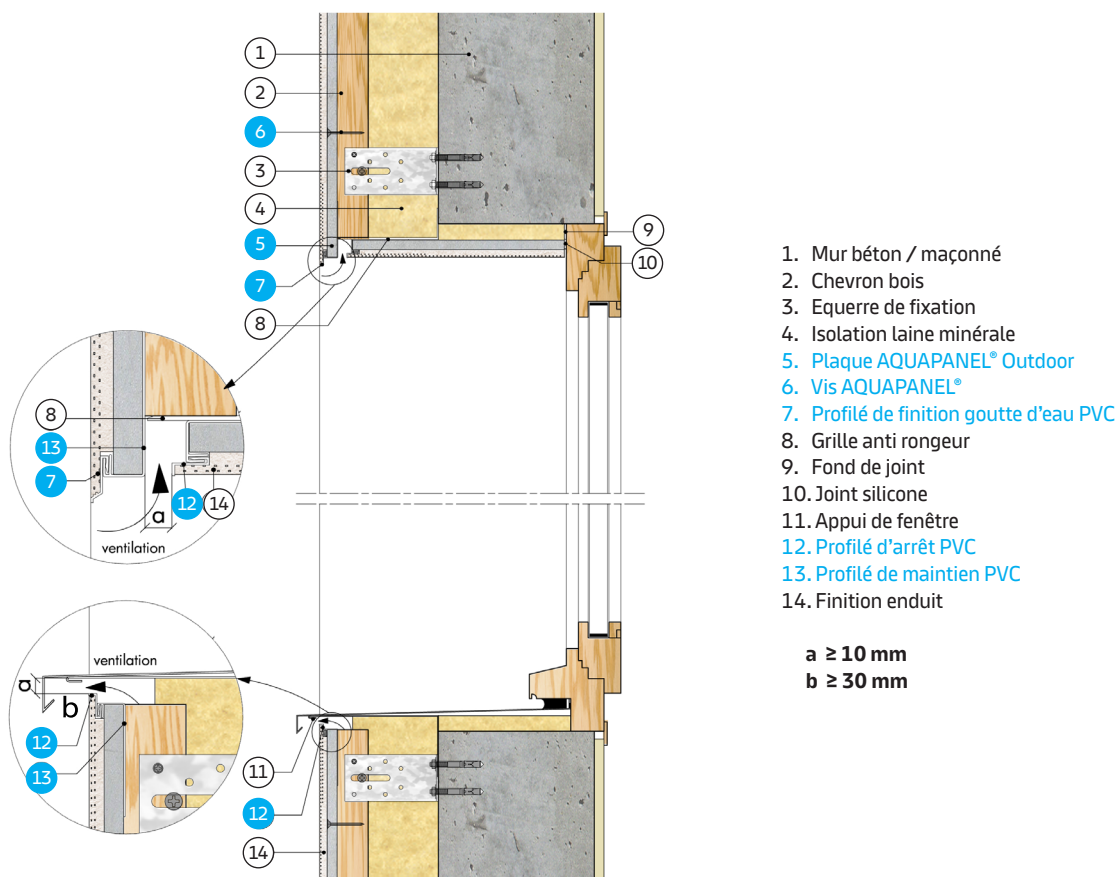 1
2
6
3
4
5
7
8
9
10
8
13
7
12
14
a
ventilation
ventilation
a
b
12
13
11
12
14
1. Mur béton / maçonné
2. Chevron bois
3. Equerre de fixation
4. Isolation laine minérale
5. Plaque AQUAPANEL® Outdoor
6. Vis AQUAPANEL®
7. Profilé de finition goutte d'eau PVC
8. Grille anti rongeur
9. Fond de joint
10. Joint silicone
11. Appui de fenêtre
12. Profilé d'arrêt PVC
13. Profilé de maintien PVC
14. Finition enduit
a ≥ 10 mm
b ≥ 30 mm